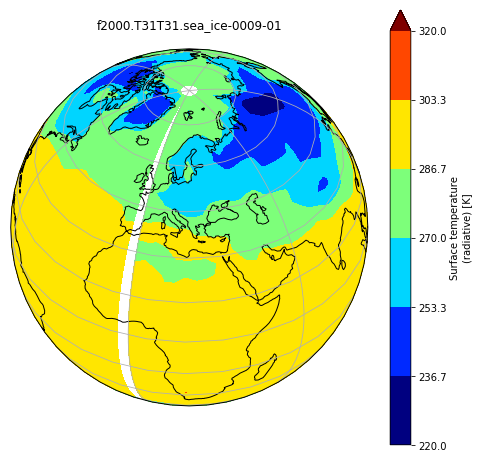 f2000.T31T31.sea_ice-0009-01
320.0
303.3
286.7
270.0
253.3
236.7
220.0
Surface temperature
(radiative) [K]